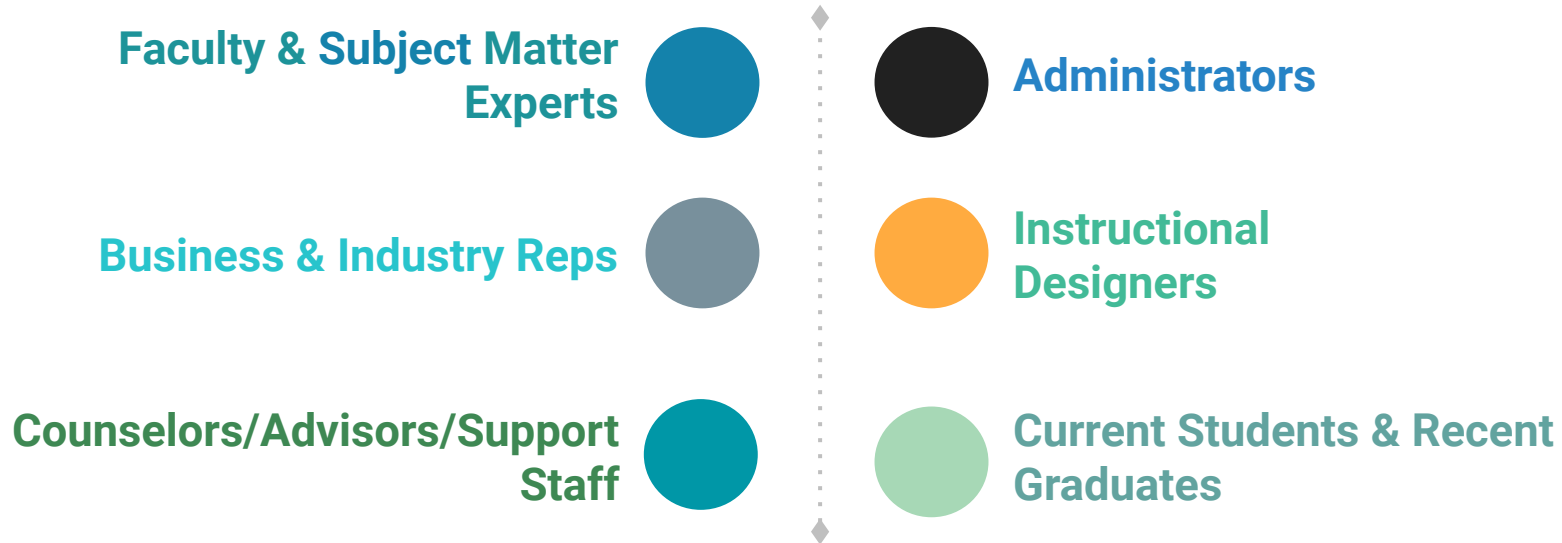 Faculty & Subject Matter
Experts
Business & Industry Reps
Counselors/Advisors/Support
Staff
Administrators
Instructional
Designers
Current Students & Recent
Graduates